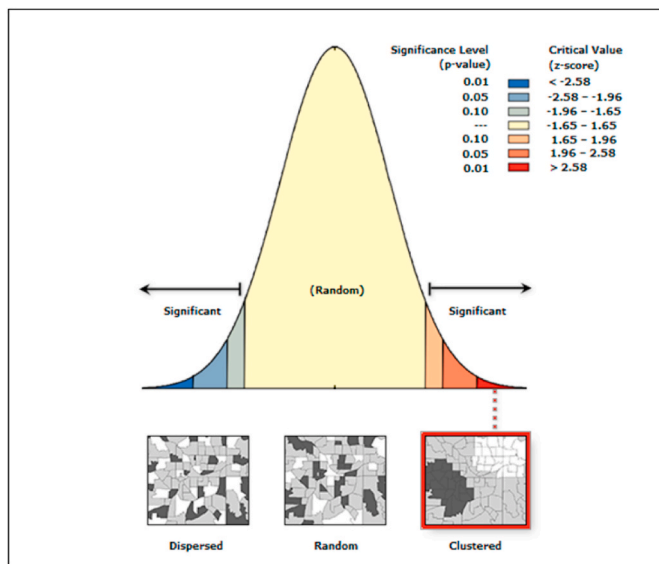 Significance Level Critical Value
(p-value) (z-score)
0.01 < -2.58
0.05 -2.58 – -1.96
0.10 -1.96 – -1.65
--- -1.65 – 1.65
0.10 1.65 – 1.96
0.05 1.96 – 2.58
0.01 > 2.58
(Random)
Significant Significant
Dispersed Random Clustered